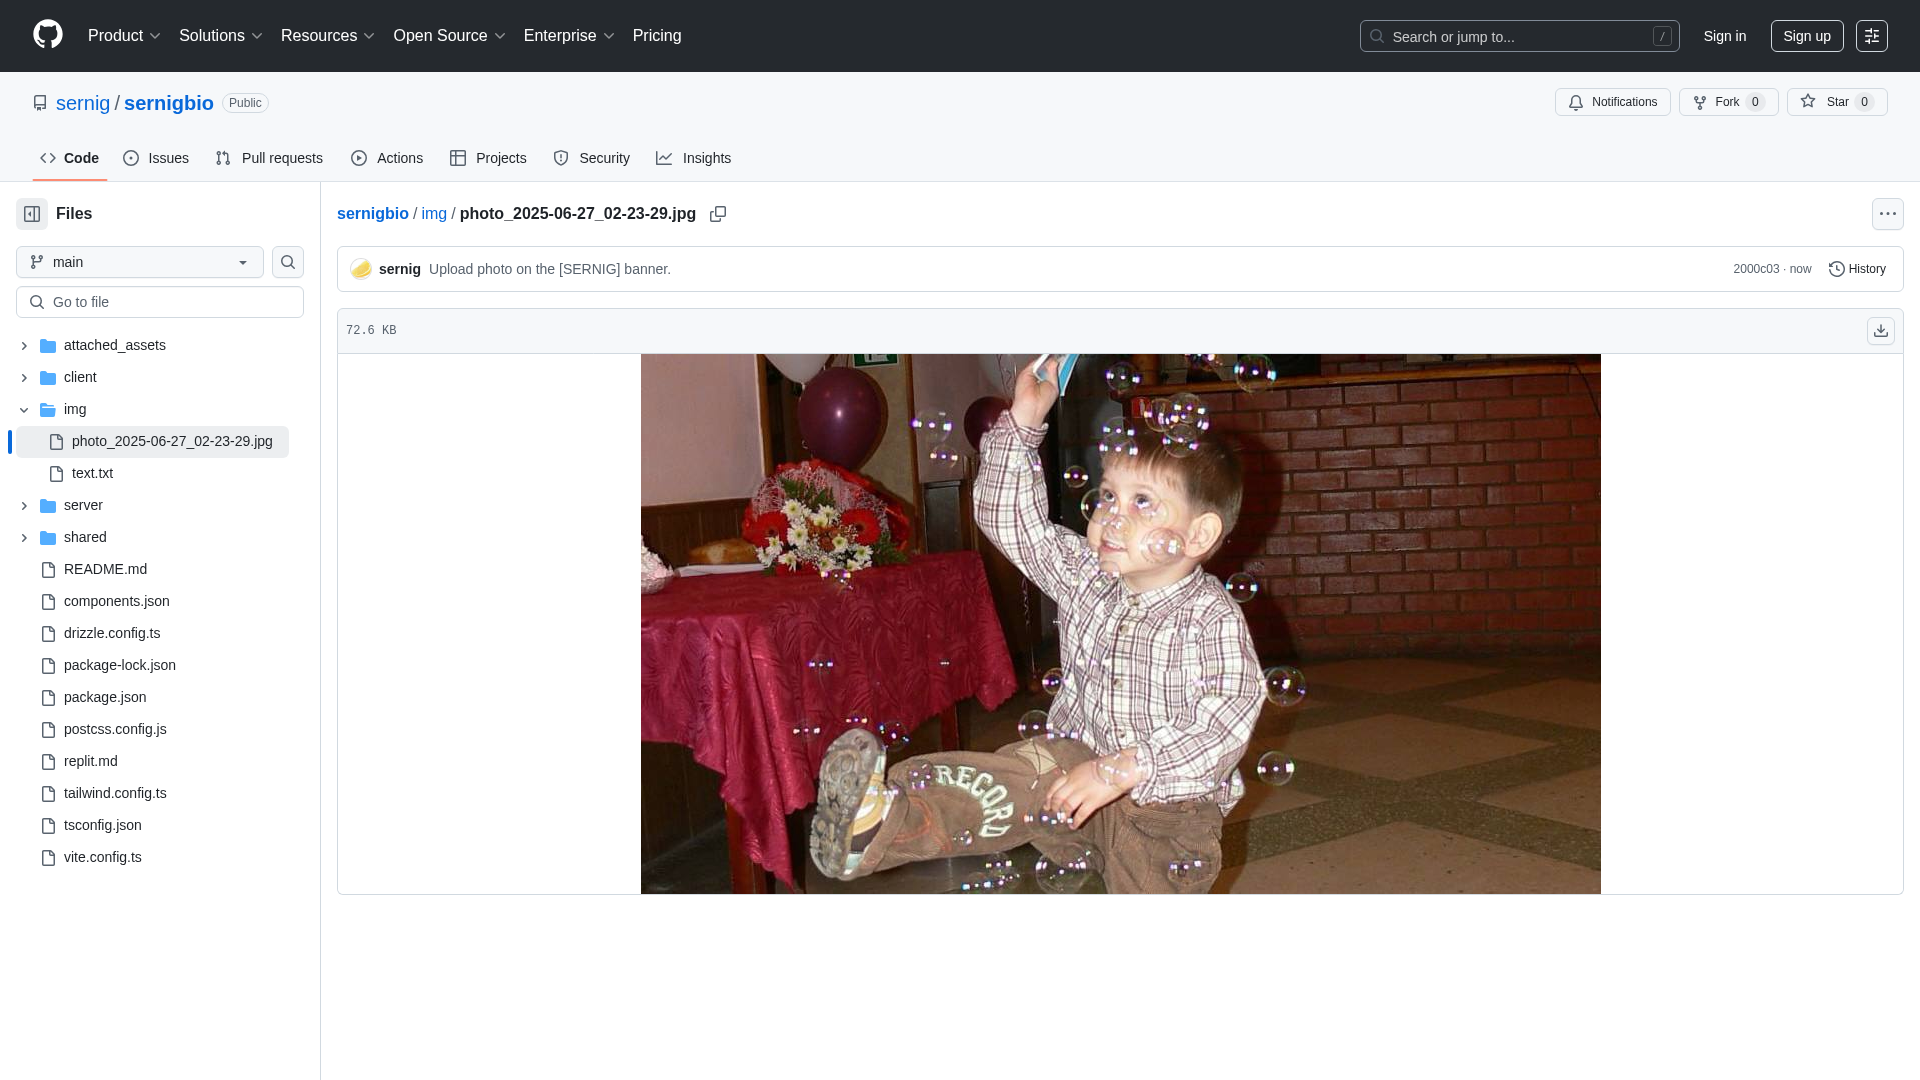 Product
Solutions
Resources
Open Source
Enterprise
Pricing
Search or jump to...
/
Sign in
Sign up
sernig / sernigbio
Public
Notifications
Fork 0
Star 0
Code
Issues
Pull requests
Actions
Projects
Security
Insights
Files
main
Go to file
attached_assets
client
img
photo_2025-06-27_02-23-29.jpg
text.txt
server
shared
README.md
components.json
drizzle.config.ts
package-lock.json
package.json
postcss.config.js
replit.md
tailwind.config.ts
tsconfig.json
vite.config.ts
sernigbio / img / photo_2025-06-27_02-23-29.jpg
sernig Upload photo on the [SERNIG] banner.
2000c03 · now
History
72.6 KB
RECORD